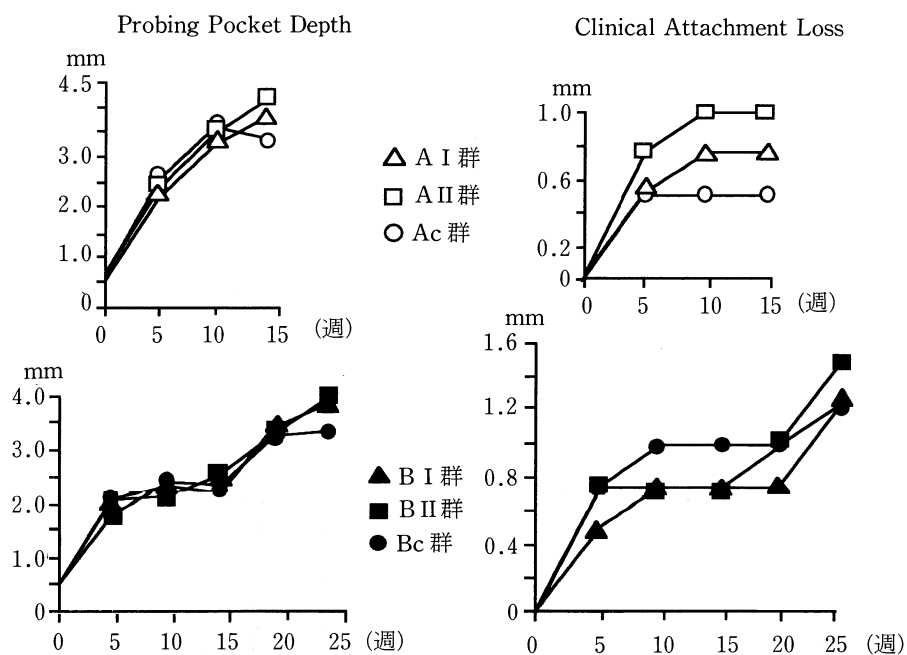 Probing Pocket Depth
mm
4.5
3.0
2.0
1.0
0
0 5 10 15 (週)
△ A I 群
□ A II 群
○ Ac 群
Clinical Attachment Loss
mm
1.0
0.6
0.2
0
0 5 10 15 (週)
mm
4.0
3.0
2.0
1.0
0
0 5 10 15 20 25 (週)
▲ B I 群
■ B II 群
● Bc 群
mm
1.6
1.2
0.8
0.4
0
0 5 10 15 20 25 (週)